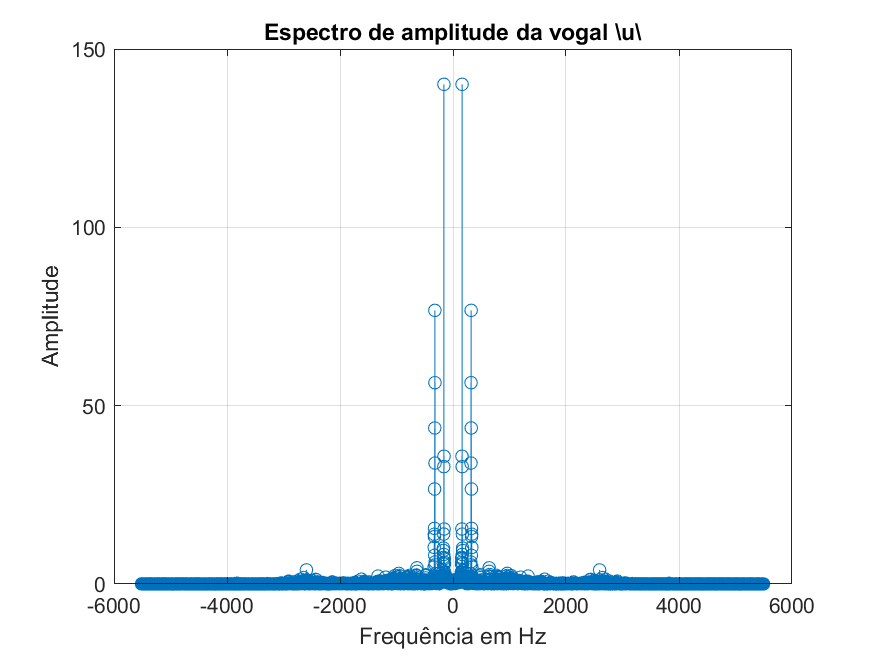 Espectro de amplitude da vogal \u\
150
100
50
0
Amplitude
-6000 -4000 -2000 0 2000 4000 6000
Frequência em Hz